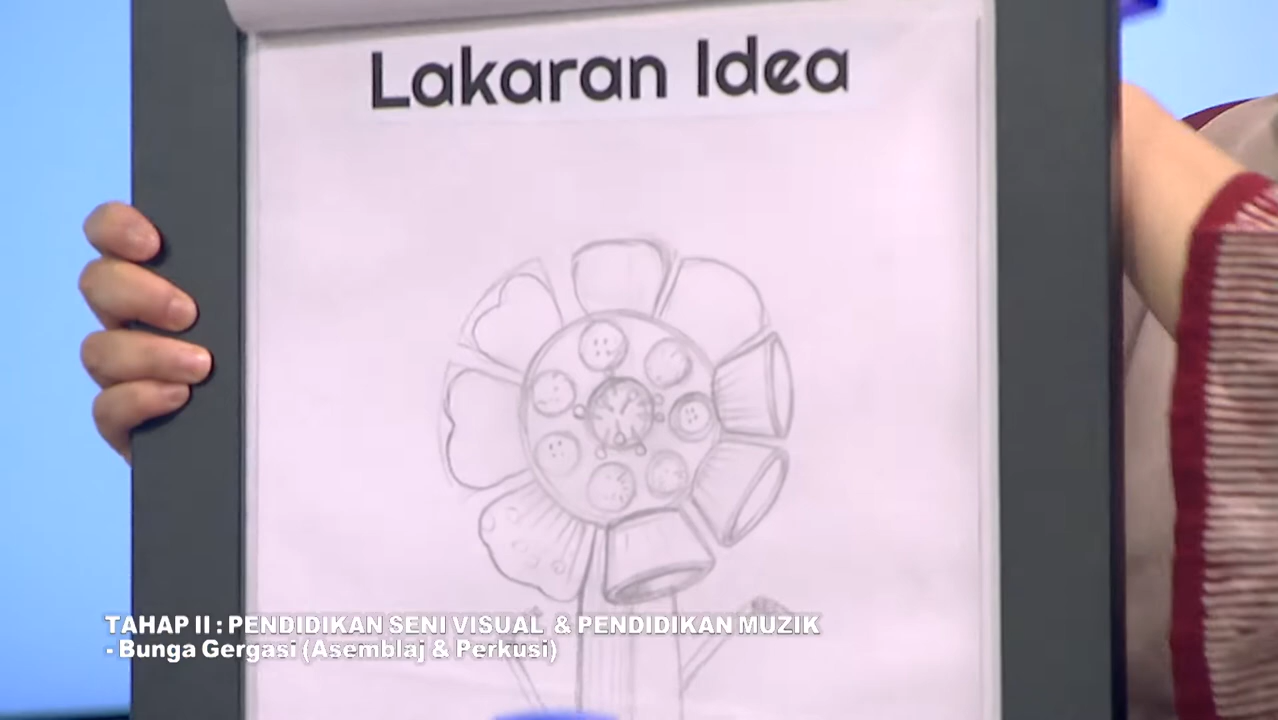 Lakaran Idea
TAHAP II : PENDIDIKAN SENI VISUAL & PENDIDIKAN MUZIK
- Bunga Gergasi (Asemblaj & Perkusi)